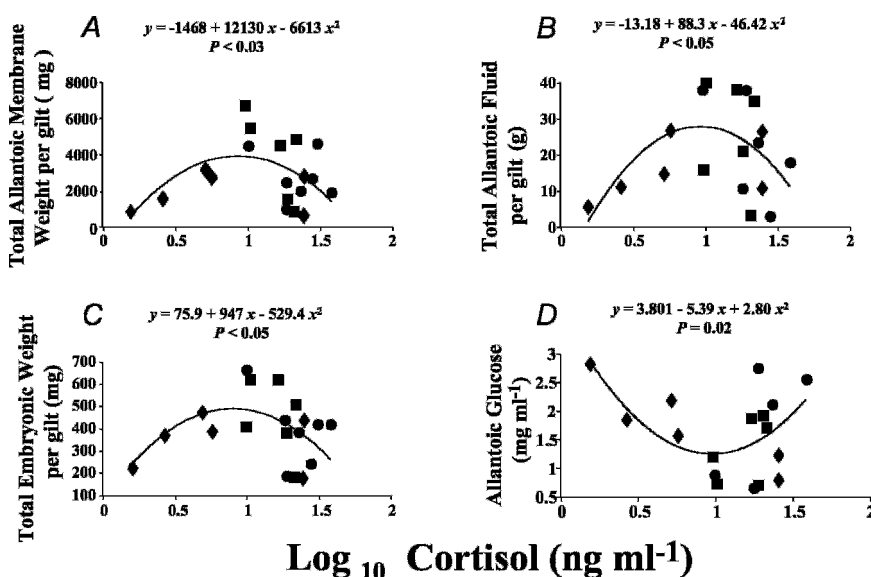 A
y = -1468 + 12130 x - 6613 x²
P < 0.03
Total Allantoic Membrane
Weight per gilt ( mg )
8000
6000
4000
2000
0
0 0.5 1 1.5 2
B
y = -13.18 + 88.3 x - 46.42 x²
P < 0.05
Total Allantoic Fluid
per gilt (g)
40
30
20
10
0
0 0.5 1 1.5 2
C
y = 75.9 + 947 x - 529.4 x²
P < 0.05
Total Embryonic Weight
per gilt (mg)
700
600
500
400
300
200
100
0 0.5 1 1.5 2
D
y = 3.801 - 5.39 x + 2.80 x²
P = 0.02
Allantoic Glucose
(mg ml⁻¹)
3
2.5
2
1.5
1
0.5
0 0.5 1 1.5 2
Log ₁₀ Cortisol (ng ml⁻¹)